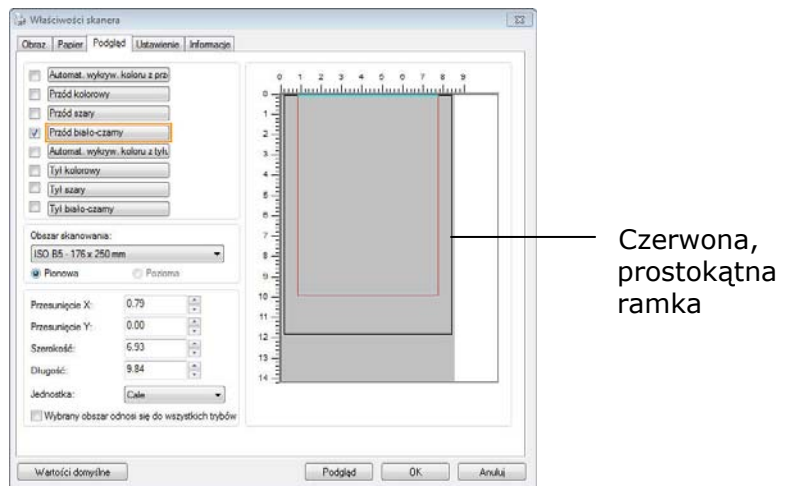 Właściwości skanera
Obraz Papier Podgląd Ustawienie Informacje
Automat. wykryw. koloru z prz
Przód kolorowy
Przód szary
Przód biało-czarny
Automat. wykryw. koloru z tyłu
Tył kolorowy
Tył szary
Tył biało-czarny
Obszar skanowania:
ISO B5 - 176 x 250 mm
Pionowa Pozioma
Przesunięcie X: 0.79
Przesunięcie Y: 0.00
Szerokość: 6.93
Długość: 9.84
Jednostka: Cale
Wybrany obszar odnosi się do wszystkich trybów
0 1 2 3 4 5 6 7 8 9
0
1
2
3
4
5
6
7
8
9
10
11
12
13
14
Czerwona,
prostokątna
ramka
Wartości domyślne Podgląd OK Anuluj